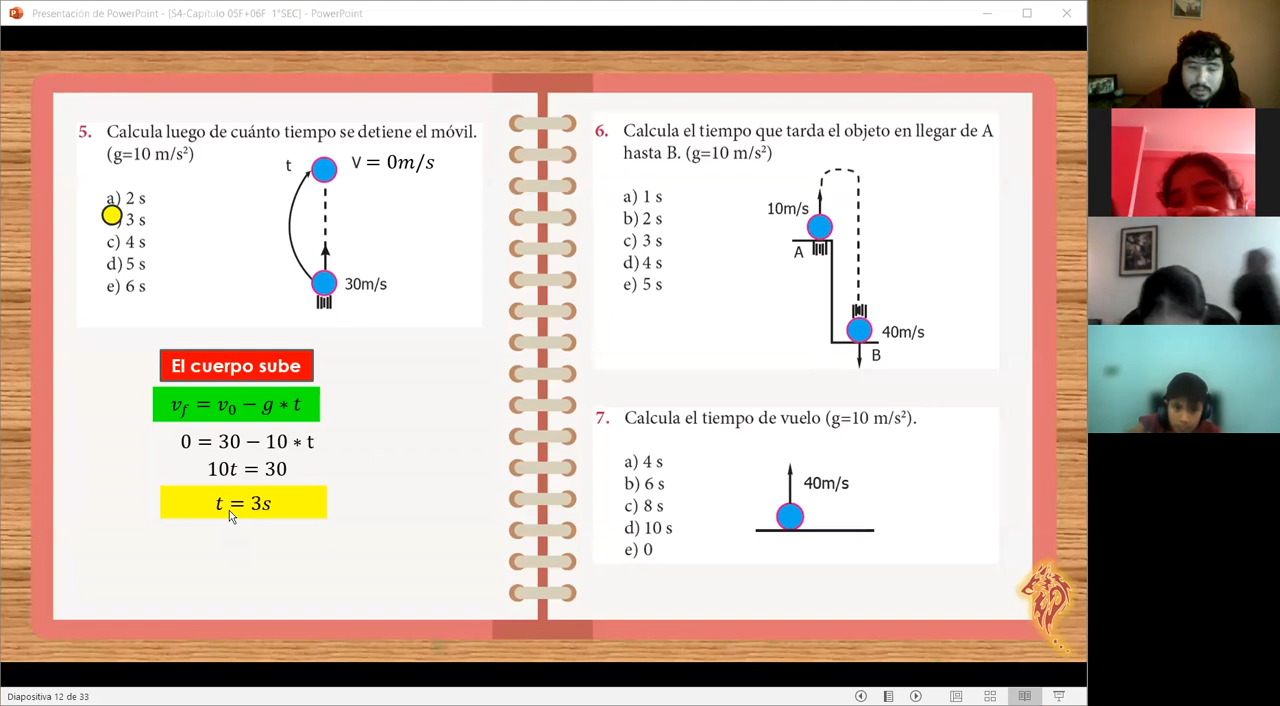 Presentación de PowerPoint - [S4-Capítulo 05F+06F 1°SEC] - PowerPoint
5. Calcula luego de cuánto tiempo se detiene el móvil.
(g=10 m/s²)
t
V = 0m/s
a) 2 s
) 3 s
c) 4 s
d) 5 s
e) 6 s
30m/s
El cuerpo sube
v_f = v_0 − g ∗ t
0 = 30 − 10 ∗ t
10t = 30
t = 3s
6. Calcula el tiempo que tarda el objeto en llegar de A
hasta B. (g=10 m/s²)
a) 1 s
b) 2 s
c) 3 s
d) 4 s
e) 5 s
10m/s
A
40m/s
B
7. Calcula el tiempo de vuelo (g=10 m/s²).
a) 4 s
b) 6 s
c) 8 s
d) 10 s
e) 0
40m/s
Diapositiva 12 de 33